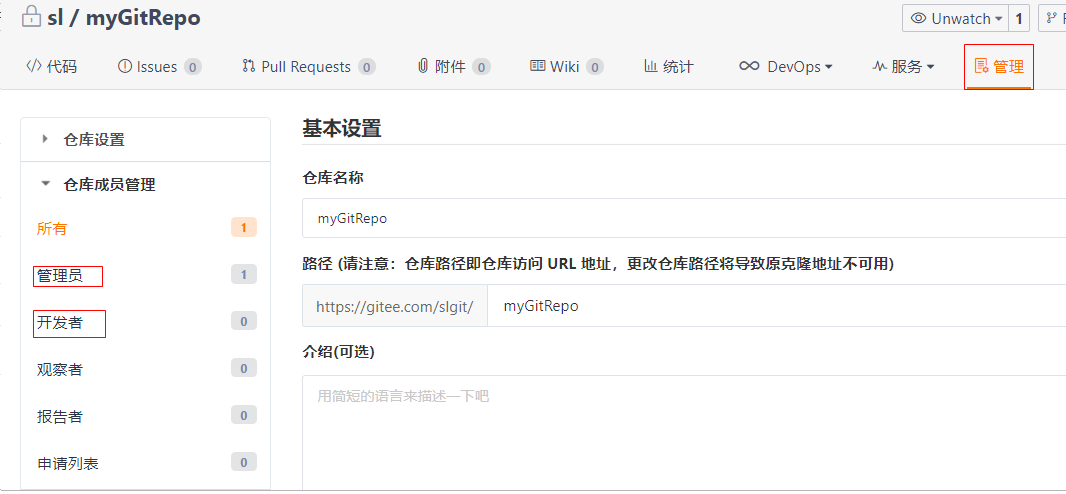 sl / myGitRepo
Unwatch 1
代码 Issues 0 Pull Requests 0 附件 0 Wiki 0 统计 DevOps 服务 管理
仓库设置
仓库成员管理
所有 1
管理员 1
开发者 0
观察者 0
报告者 0
申请列表 0
基本设置
仓库名称
myGitRepo
路径 (请注意：仓库路径即仓库访问 URL 地址，更改仓库路径将导致原克隆地址不可用)
https://gitee.com/slgit/ myGitRepo
介绍(可选)
用简短的语言来描述一下吧